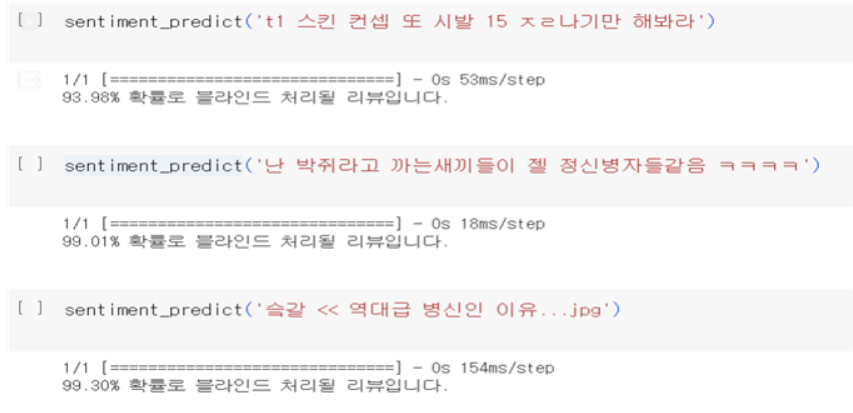 [ ] sentiment_predict('t1 스킨 컨셉 또 시발 15 ㅈㄹ나기만 해봐라')
1/1 [==============================] - 0s 53ms/step
93.98% 확률로 블라인드 처리될 리뷰입니다.
[ ] sentiment_predict('난 박쥐라고 까는새끼들이 젤 정신병자들같음 ㅋㅋㅋㅋ')
1/1 [==============================] - 0s 18ms/step
99.01% 확률로 블라인드 처리될 리뷰입니다.
[ ] sentiment_predict('슼갈 << 역대급 병신인 이유...jpg')
1/1 [==============================] - 0s 154ms/step
99.30% 확률로 블라인드 처리될 리뷰입니다.